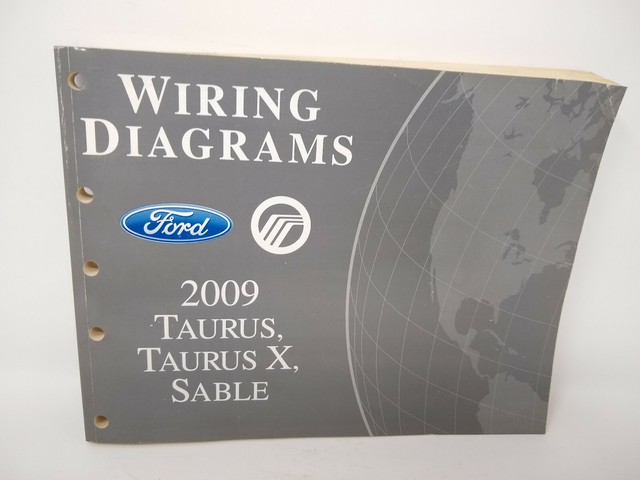 WIRING
DIAGRAMS
Ford
2009
TAURUS,
TAURUS X,
SABLE